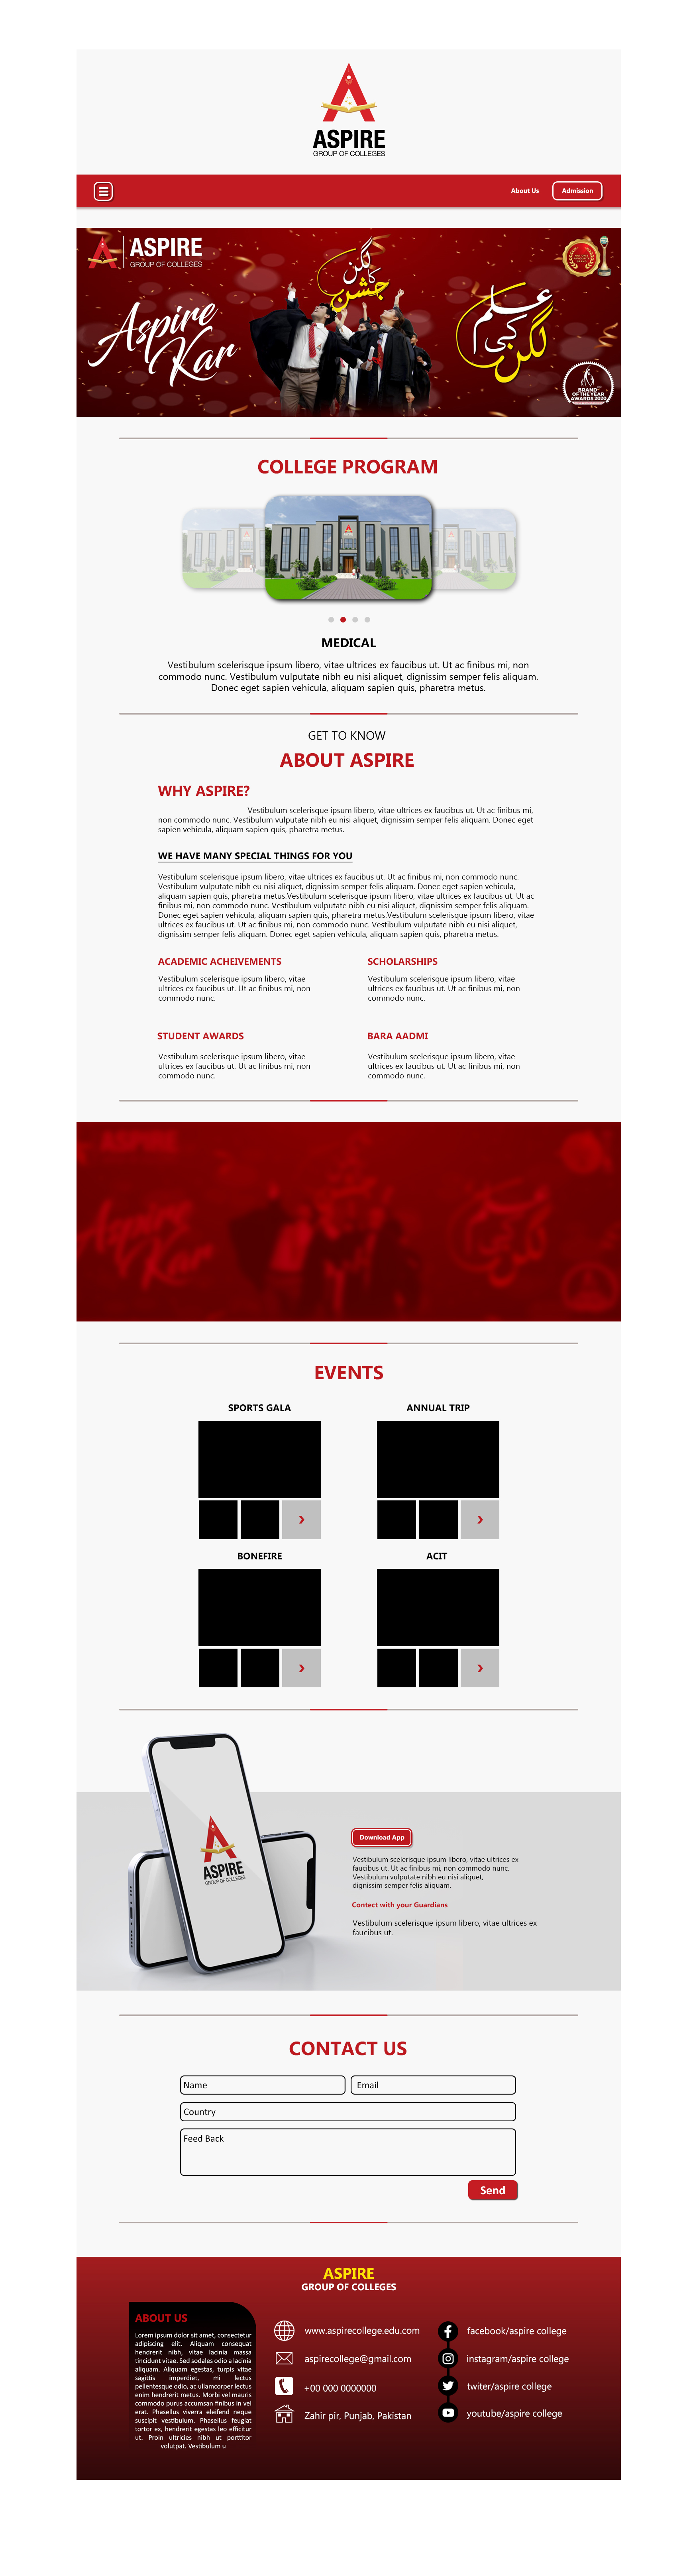 ASPIRE
GROUP OF COLLEGES
About Us
Admission
ASPIRE
GROUP OF COLLEGES
Aspire
Kar
لگن
کا
جشن
علم
کی
لگن
BRAND
OF THE YEAR
AWARDS 2020
COLLEGE PROGRAM
MEDICAL
Vestibulum scelerisque ipsum libero, vitae ultrices ex faucibus ut. Ut ac finibus mi, non
commodo nunc. Vestibulum vulputate nibh eu nisi aliquet, dignissim semper felis aliquam.
Donec eget sapien vehicula, aliquam sapien quis, pharetra metus.
GET TO KNOW
ABOUT ASPIRE
WHY ASPIRE?
Vestibulum scelerisque ipsum libero, vitae ultrices ex faucibus ut. Ut ac finibus mi,
non commodo nunc. Vestibulum vulputate nibh eu nisi aliquet, dignissim semper felis aliquam. Donec eget
sapien vehicula, aliquam sapien quis, pharetra metus.
WE HAVE MANY SPECIAL THINGS FOR YOU
Vestibulum scelerisque ipsum libero, vitae ultrices ex faucibus ut. Ut ac finibus mi, non commodo nunc.
Vestibulum vulputate nibh eu nisi aliquet, dignissim semper felis aliquam. Donec eget sapien vehicula,
aliquam sapien quis, pharetra metus.Vestibulum scelerisque ipsum libero, vitae ultrices ex faucibus ut. Ut ac
finibus mi, non commodo nunc. Vestibulum vulputate nibh eu nisi aliquet, dignissim semper felis aliquam.
Donec eget sapien vehicula, aliquam sapien quis, pharetra metus.Vestibulum scelerisque ipsum libero, vitae
ultrices ex faucibus ut. Ut ac finibus mi, non commodo nunc. Vestibulum vulputate nibh eu nisi aliquet,
dignissim semper felis aliquam. Donec eget sapien vehicula, aliquam sapien quis, pharetra metus.
ACADEMIC ACHEIVEMENTS
Vestibulum scelerisque ipsum libero, vitae
ultrices ex faucibus ut. Ut ac finibus mi, non
commodo nunc.
SCHOLARSHIPS
Vestibulum scelerisque ipsum libero, vitae
ultrices ex faucibus ut. Ut ac finibus mi, non
commodo nunc.
STUDENT AWARDS
Vestibulum scelerisque ipsum libero, vitae
ultrices ex faucibus ut. Ut ac finibus mi, non
commodo nunc.
BARA AADMI
Vestibulum scelerisque ipsum libero, vitae
ultrices ex faucibus ut. Ut ac finibus mi, non
commodo nunc.
EVENTS
SPORTS GALA
ANNUAL TRIP
BONEFIRE
ACIT
ASPIRE
GROUP OF COLLEGES
Download App
Vestibulum scelerisque ipsum libero, vitae ultrices ex
faucibus ut. Ut ac finibus mi, non commodo nunc.
Vestibulum vulputate nibh eu nisi aliquet,
dignissim semper felis aliquam.
Contect with your Guardians
Vestibulum scelerisque ipsum libero, vitae ultrices ex
faucibus ut.
CONTACT US
Name
Email
Country
Feed Back
Send
ASPIRE
GROUP OF COLLEGES
ABOUT US
Lorem ipsum dolor sit amet, consectetur
adipiscing elit. Aliquam consequat
hendrerit nibh, vitae lacinia massa
tincidunt vitae. Sed sodales odio a lacinia
aliquam. Aliquam egestas, turpis vitae
sagittis imperdiet, mi lectus
pellentesque odio, ac ullamcorper lectus
enim hendrerit metus. Morbi vel mauris
commodo purus accumsan finibus in vel
erat. Phasellus viverra eleifend neque
suscipit vestibulum. Phasellus feugiat
tortor ex, hendrerit egestas leo efficitur
ut. Proin ultricies nibh ut porttitor
volutpat. Vestibulum u
www.aspirecollege.edu.com
aspirecollege@gmail.com
+00 000 0000000
Zahir pir, Punjab, Pakistan
facebook/aspire college
instagram/aspire college
twiter/aspire college
youtube/aspire college